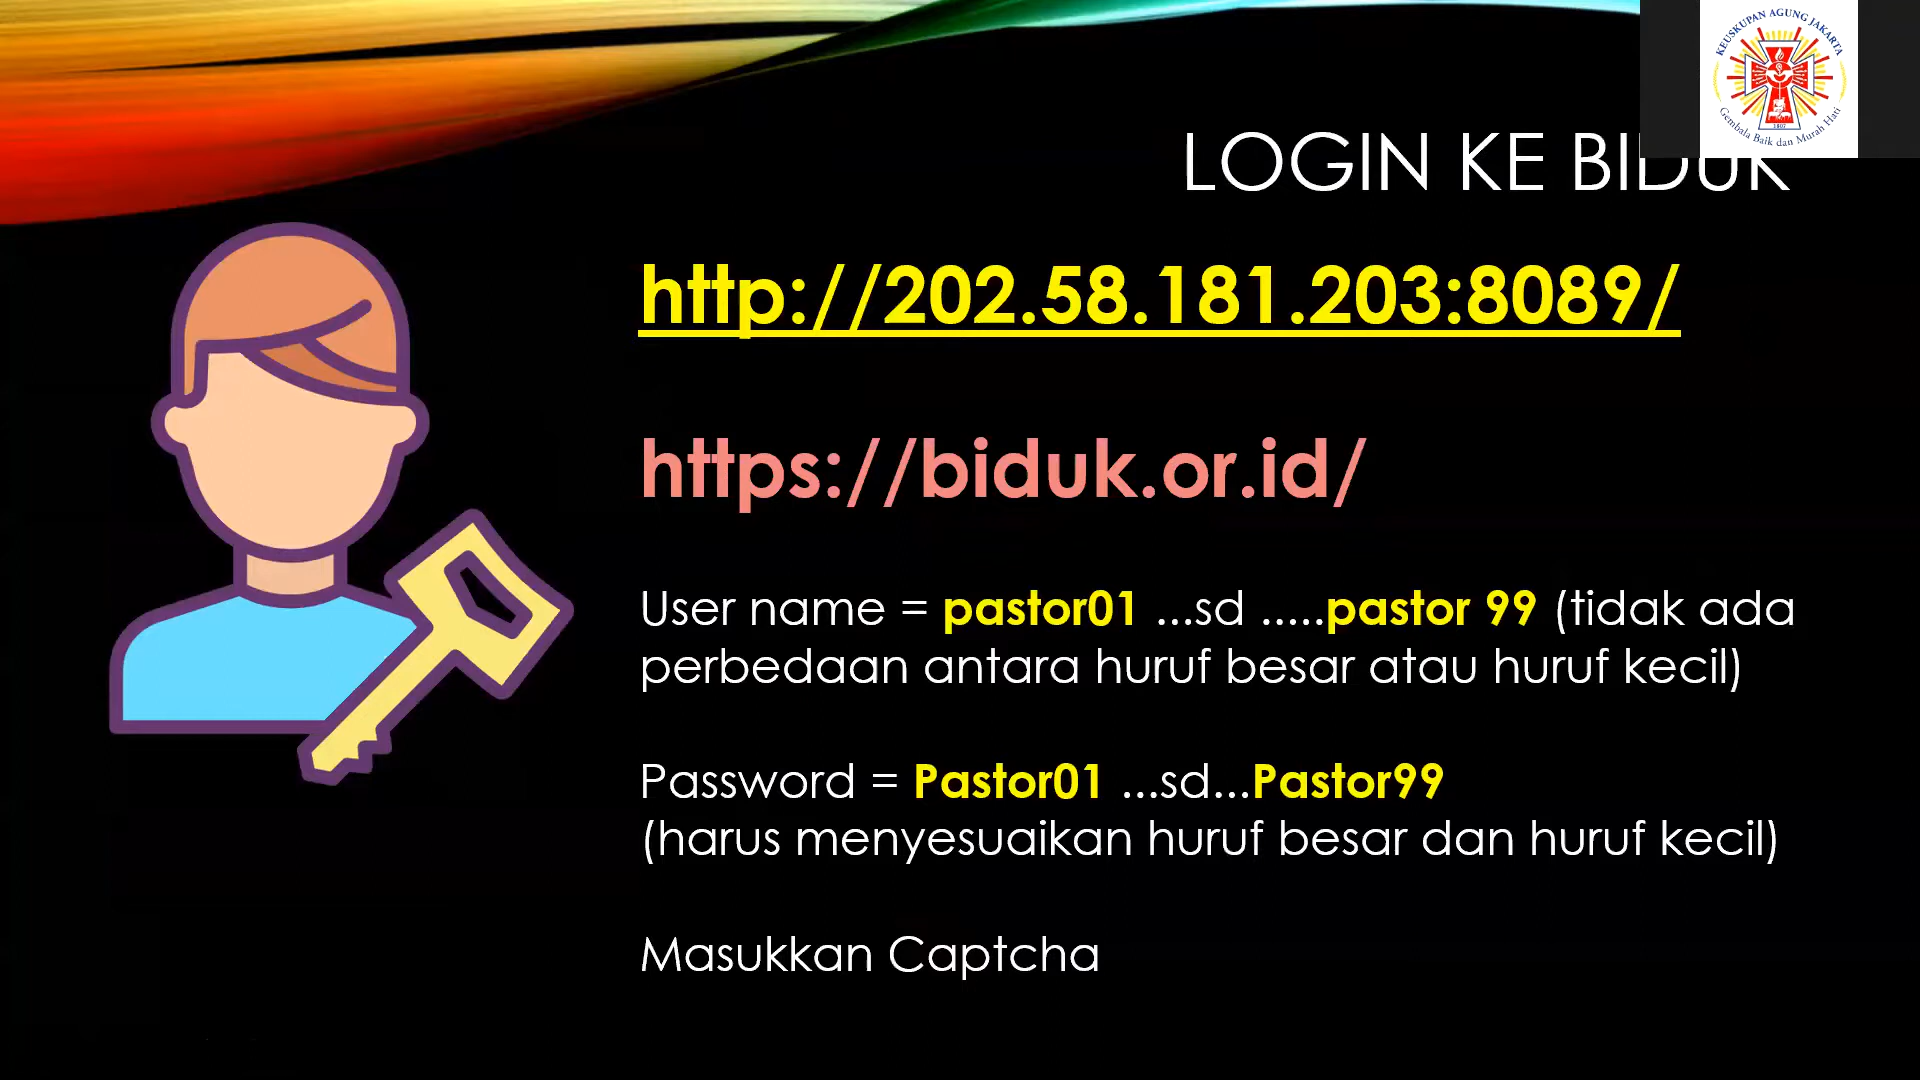 KEUSKUPAN AGUNG JAKARTA
1807
Gembala Baik dan Murah Hati
LOGIN KE BIDUK
http://202.58.181.203:8089/
https://biduk.or.id/
User name = pastor01 ...sd .....pastor 99 (tidak ada
perbedaan antara huruf besar atau huruf kecil)
Password = Pastor01 ...sd...Pastor99
(harus menyesuaikan huruf besar dan huruf kecil)
Masukkan Captcha